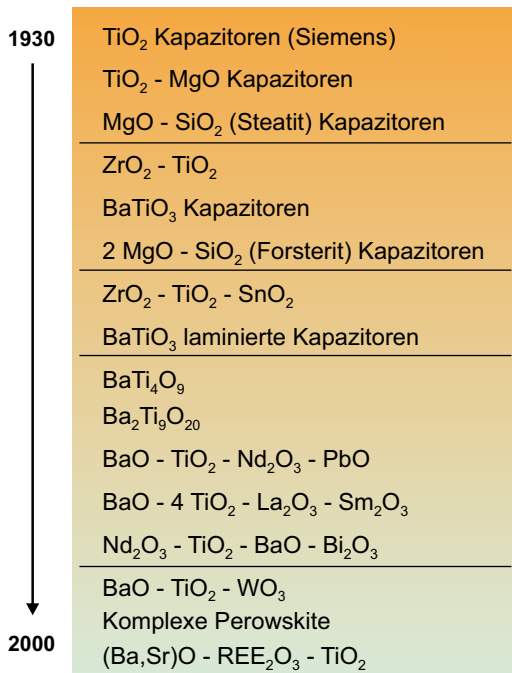 1930
TiO₂ Kapazitoren (Siemens)
TiO₂ - MgO Kapazitoren
MgO - SiO₂ (Steatit) Kapazitoren
ZrO₂ - TiO₂
BaTiO₃ Kapazitoren
2 MgO - SiO₂ (Forsterit) Kapazitoren
ZrO₂ - TiO₂ - SnO₂
BaTiO₃ laminierte Kapazitoren
BaTi₄O₉
Ba₂Ti₉O₂₀
BaO - TiO₂ - Nd₂O₃ - PbO
BaO - 4 TiO₂ - La₂O₃ - Sm₂O₃
Nd₂O₃ - TiO₂ - BaO - Bi₂O₃
BaO - TiO₂ - WO₃
Komplexe Perowskite
2000
(Ba,Sr)O - REE₂O₃ - TiO₂